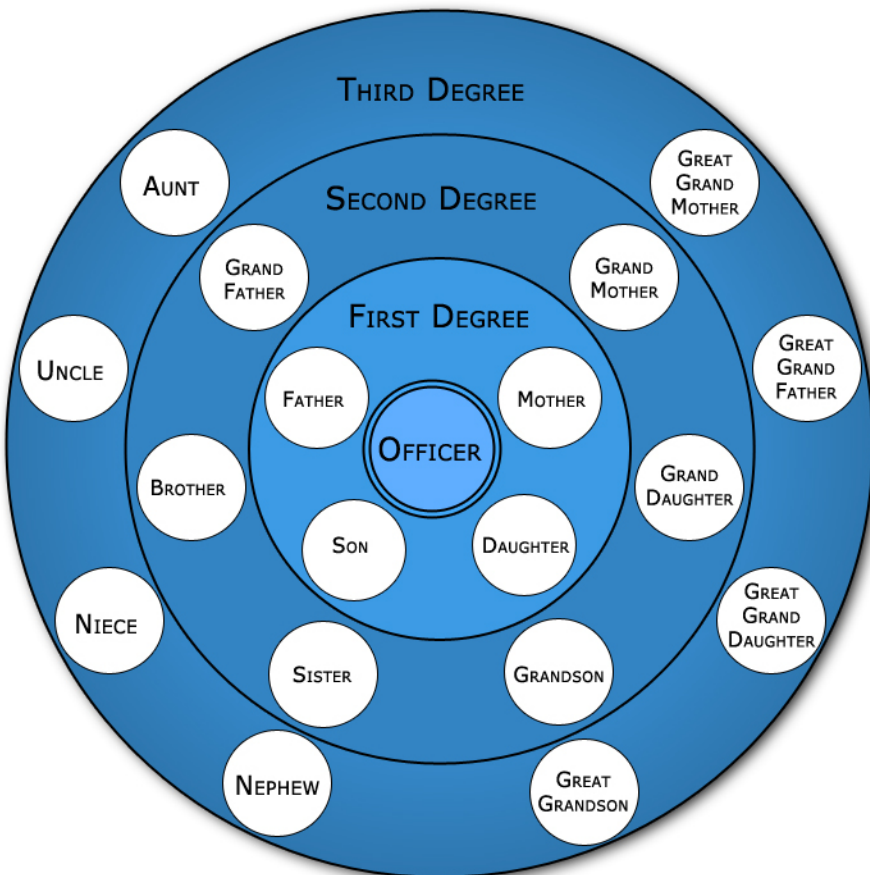 Third Degree
Aunt
Great
Grand
Mother
Second Degree
Grand
Father
Grand
Mother
First Degree
Uncle
Great
Grand
Father
Father
Mother
Officer
Brother
Grand
Daughter
Son
Daughter
Niece
Great
Grand
Daughter
Sister
Grandson
Nephew
Great
Grandson